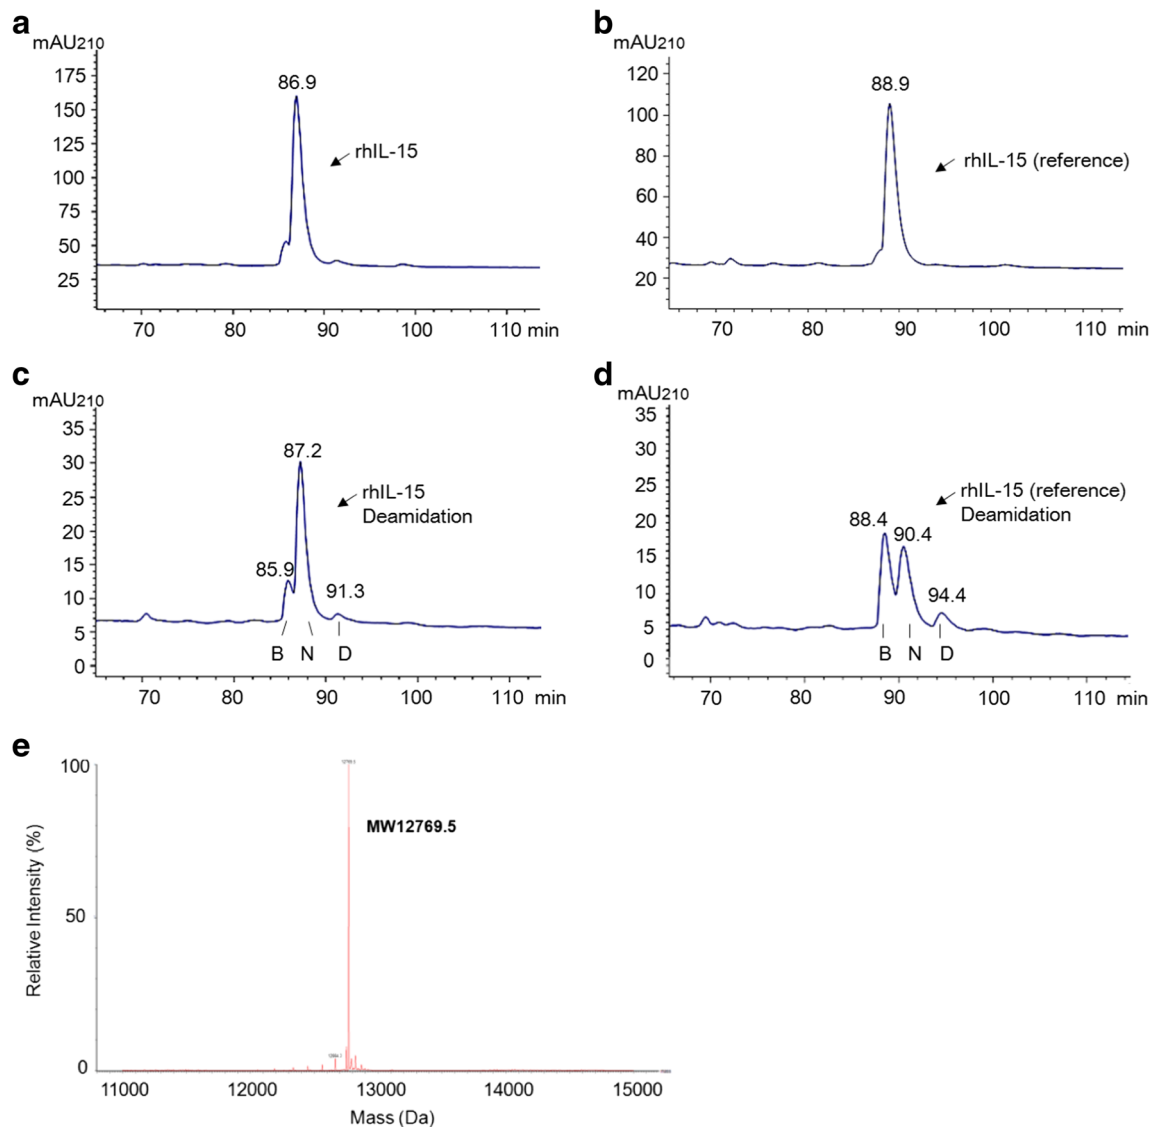 a
mAU210
175
150
125
100
75
50
25
86.9
rhIL-15
70 80 90 100 110 min
b
mAU210
120
100
80
60
40
20
88.9
rhIL-15 (reference)
70 80 90 100 110 min
c
mAU210
35
30
25
20
15
10
5
0
87.2
85.9
91.3
rhIL-15
Deamidation
B N D
70 80 90 100 110 min
d
mAU210
35
30
25
20
15
10
5
0
88.4
90.4
94.4
rhIL-15 (reference)
Deamidation
B N D
70 80 90 100 110 min
e
100
50
0
Relative Intensity (%)
MW12769.5
11000 12000 13000 14000 15000
Mass (Da)